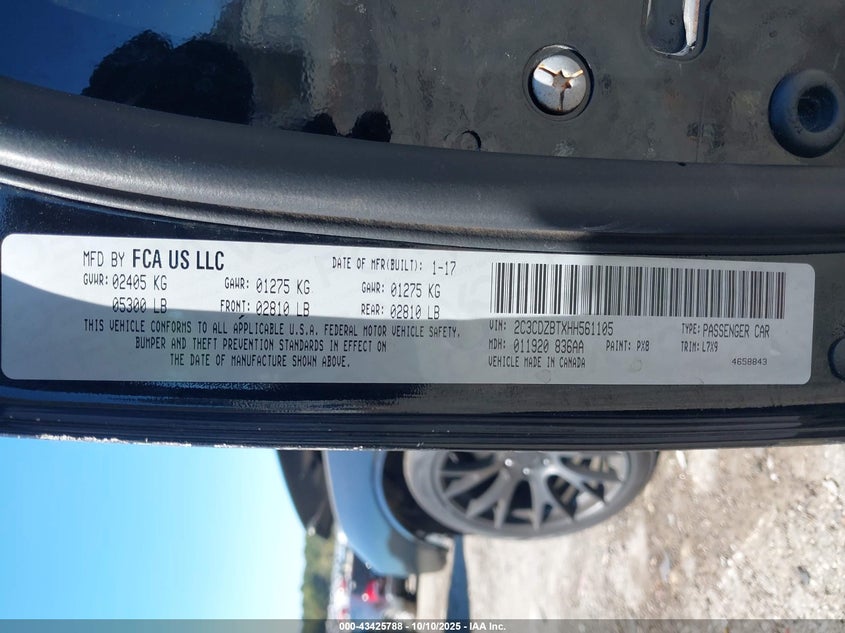 MFD BY FCA US LLC DATE OF MFR(BUILT): 1-17
GVWR: 02405 KG GAWR: 01275 KG GAWR: 01275 KG
05300 LB FRONT: 02810 LB REAR: 02810 LB
THIS VEHICLE CONFORMS TO ALL APPLICABLE U.S.A. FEDERAL MOTOR VEHICLE SAFETY,
BUMPER AND THEFT PREVENTION STANDARDS IN EFFECT ON
THE DATE OF MANUFACTURE SHOWN ABOVE.
VIN: 2C3CDZBTXHH561105 TYPE: PASSENGER CAR
MDH: 011920 836AA PAINT: PX8 TRIM: L7X9
VEHICLE MADE IN CANADA 4658843
000-43425788 - 10/10/2025 - IAA Inc.